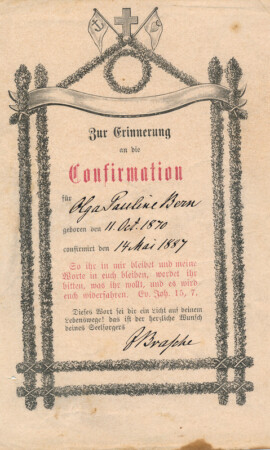 Zur Erinnerung
an die
Confirmation
für Olga Pauline Bern
geboren den 11 Oct. 1870
confirmirt den 14 Mai 1887
So ihr in mir bleibet und meine
Worte in euch bleiben, werdet ihr
bitten, was ihr wollt, und es wird
euch widerfahren. Ev. Joh. 15, 7.
Dieses Wort sei dir ein Licht auf deinem
Lebenswege! das ist der herzliche Wunsch
deines Seelsorgers
Brasche